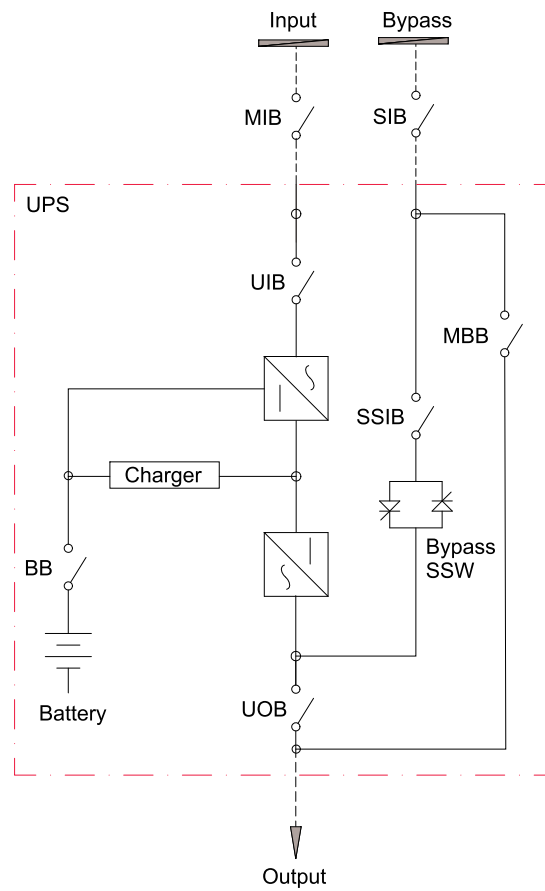 Input
Bypass
MIB
SIB
UPS
UIB
MBB
SSIB
Charger
Bypass
SSW
BB
Battery
UOB
Output